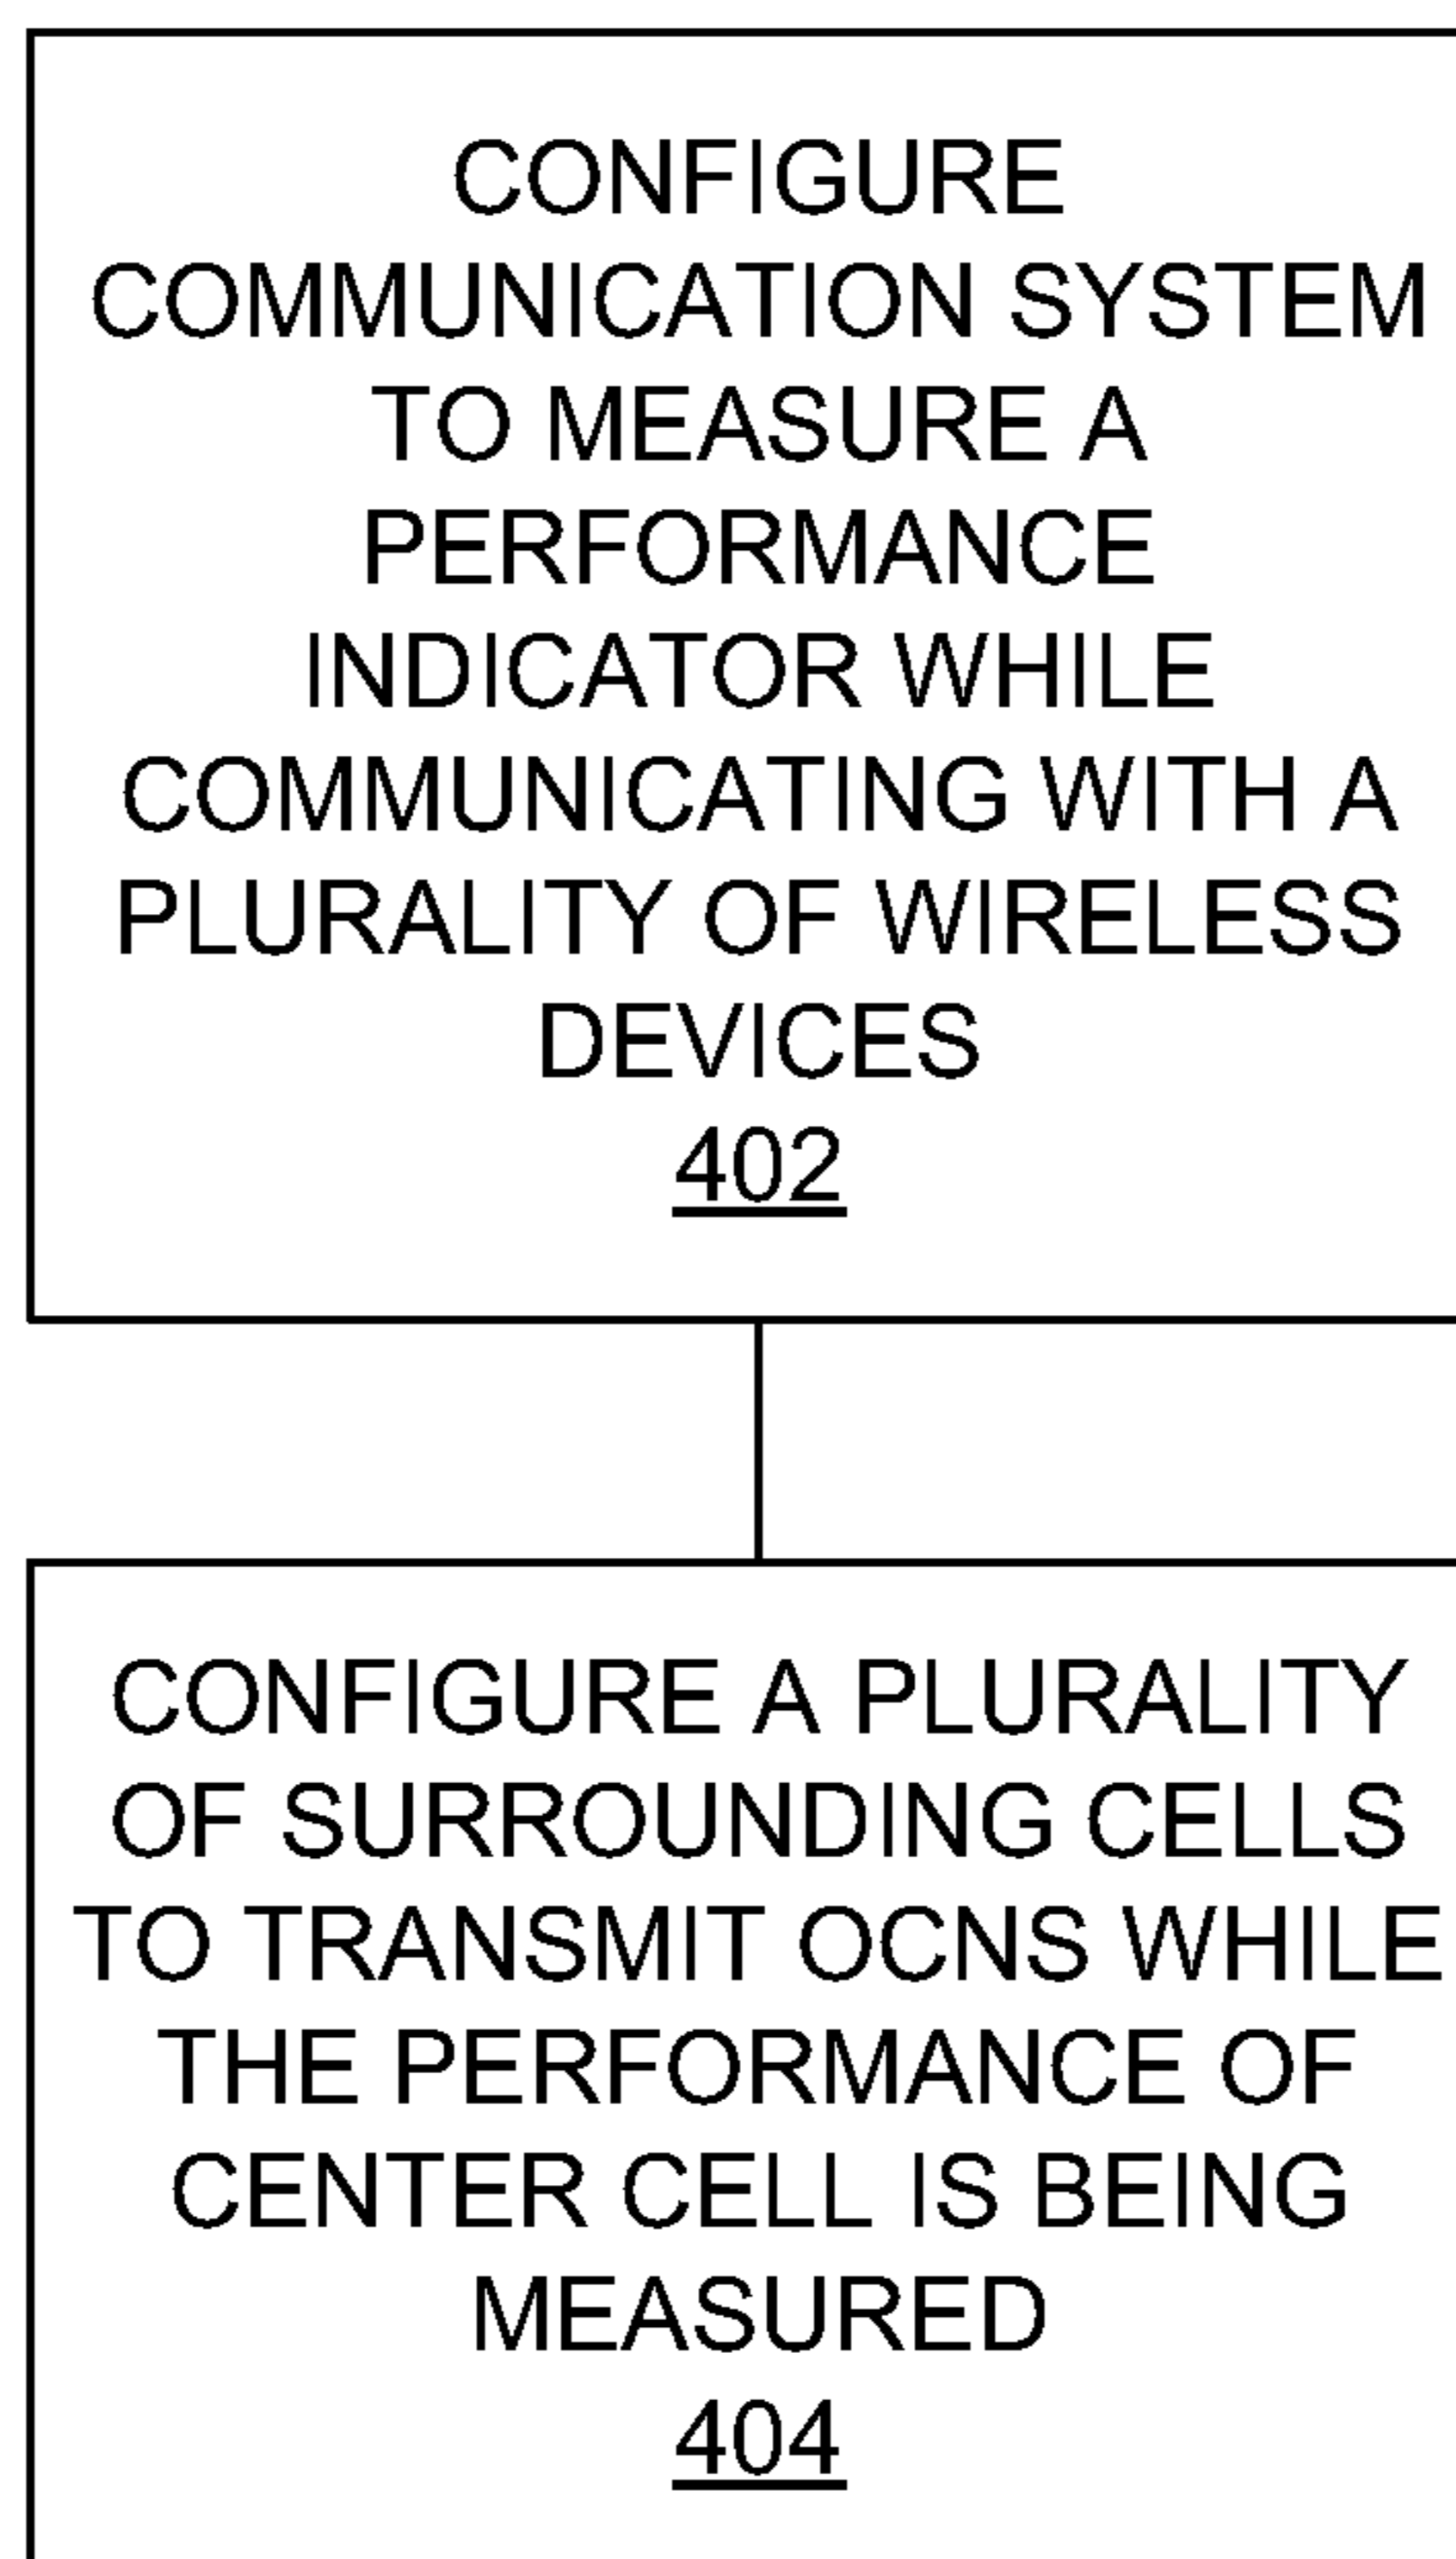 CONFIGURE
COMMUNICATION SYSTEM
TO MEASURE A
PERFORMANCE
INDICATOR WHILE
COMMUNICATING WITH A
PLURALITY OF WIRELESS
DEVICES
402
CONFIGURE A PLURALITY
OF SURROUNDING CELLS
TO TRANSMIT OCNS WHILE
THE PERFORMANCE OF
CENTER CELL IS BEING
MEASURED
404